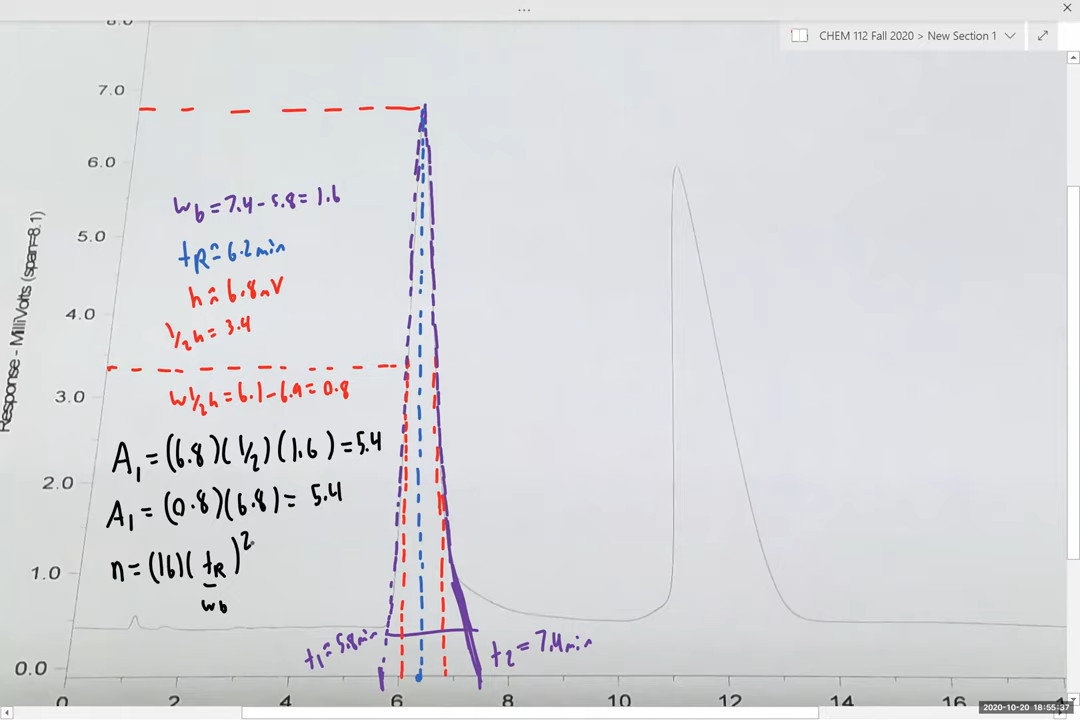 ...
CHEM 112 Fall 2020 > New Section 1
8.0
7.0
6.0
5.0
4.0
3.0
2.0
1.0
0.0
Response - MilliVolts (span=8.1)
wb = 7.4 - 5.8 = 1.6
tR ≈ 6.2 min
h ≈ 6.8 mV
1/2 h = 3.4
w1/2h = 6.1 - 6.9 = 0.8
A1 = (6.8)(1/2)(1.6) = 5.4
A1 = (0.8)(6.8) = 5.4
n = (16)(tR/wb)²
t1 ≈ 5.8 min
t2 = 7.4 min
0 2 4 6 8 10 12 14 16
2020-10-20 18:55:37